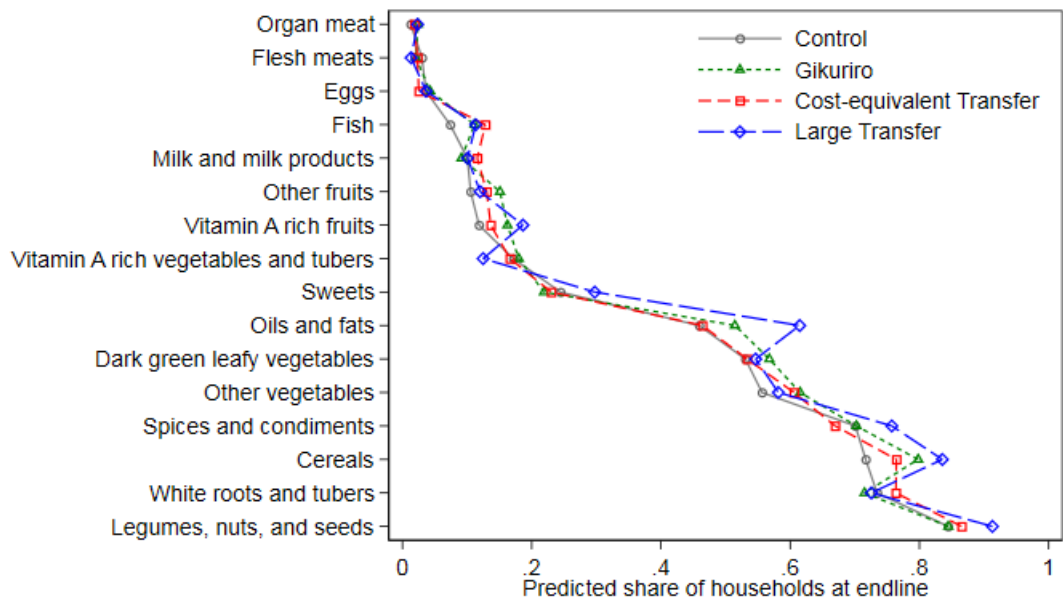 Organ meat
Flesh meats
Eggs
Fish
Milk and milk products
Other fruits
Vitamin A rich fruits
Vitamin A rich vegetables and tubers
Sweets
Oils and fats
Dark green leafy vegetables
Other vegetables
Spices and condiments
Cereals
White roots and tubers
Legumes, nuts, and seeds
Control
Gikuriro
Cost-equivalent Transfer
Large Transfer
0 .2 .4 .6 .8 1
Predicted share of households at endline